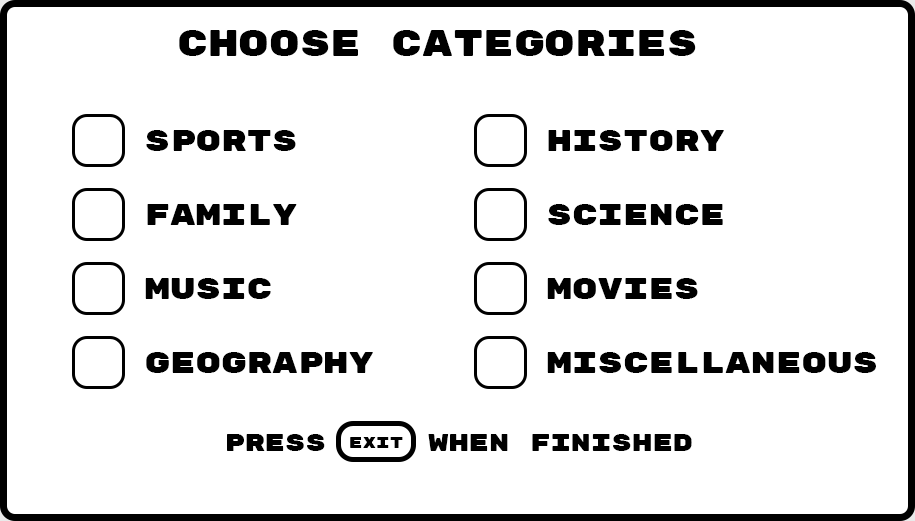 CHOOSE CATEGORIES
SPORTS
HISTORY
FAMILY
SCIENCE
MUSIC
MOVIES
GEOGRAPHY
MISCELLANEOUS
PRESS EXIT WHEN FINISHED